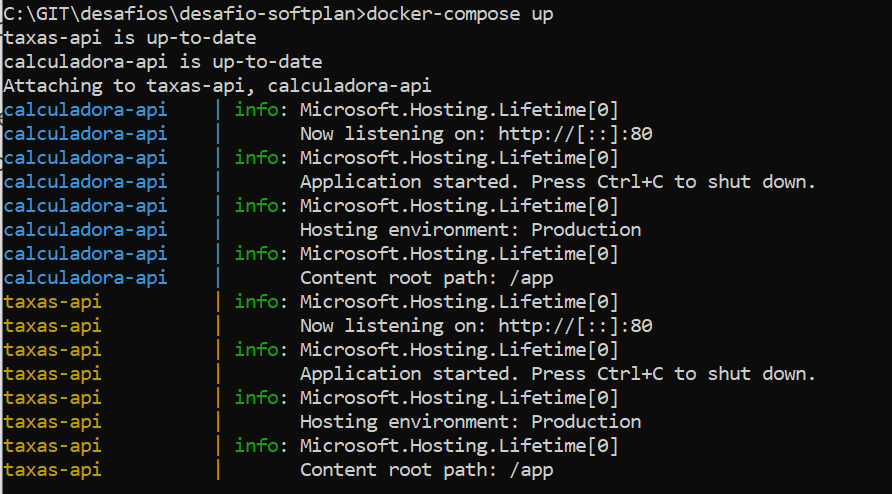 C:\GIT\desafios\desafio-softplan>docker-compose up
taxas-api is up-to-date
calculadora-api is up-to-date
Attaching to taxas-api, calculadora-api
calculadora-api    | info: Microsoft.Hosting.Lifetime[0]
calculadora-api    |       Now listening on: http://[::]:80
calculadora-api    | info: Microsoft.Hosting.Lifetime[0]
calculadora-api    |       Application started. Press Ctrl+C to shut down.
calculadora-api    | info: Microsoft.Hosting.Lifetime[0]
calculadora-api    |       Hosting environment: Production
calculadora-api    | info: Microsoft.Hosting.Lifetime[0]
calculadora-api    |       Content root path: /app
taxas-api          | info: Microsoft.Hosting.Lifetime[0]
taxas-api          |       Now listening on: http://[::]:80
taxas-api          | info: Microsoft.Hosting.Lifetime[0]
taxas-api          |       Application started. Press Ctrl+C to shut down.
taxas-api          | info: Microsoft.Hosting.Lifetime[0]
taxas-api          |       Hosting environment: Production
taxas-api          | info: Microsoft.Hosting.Lifetime[0]
taxas-api          |       Content root path: /app